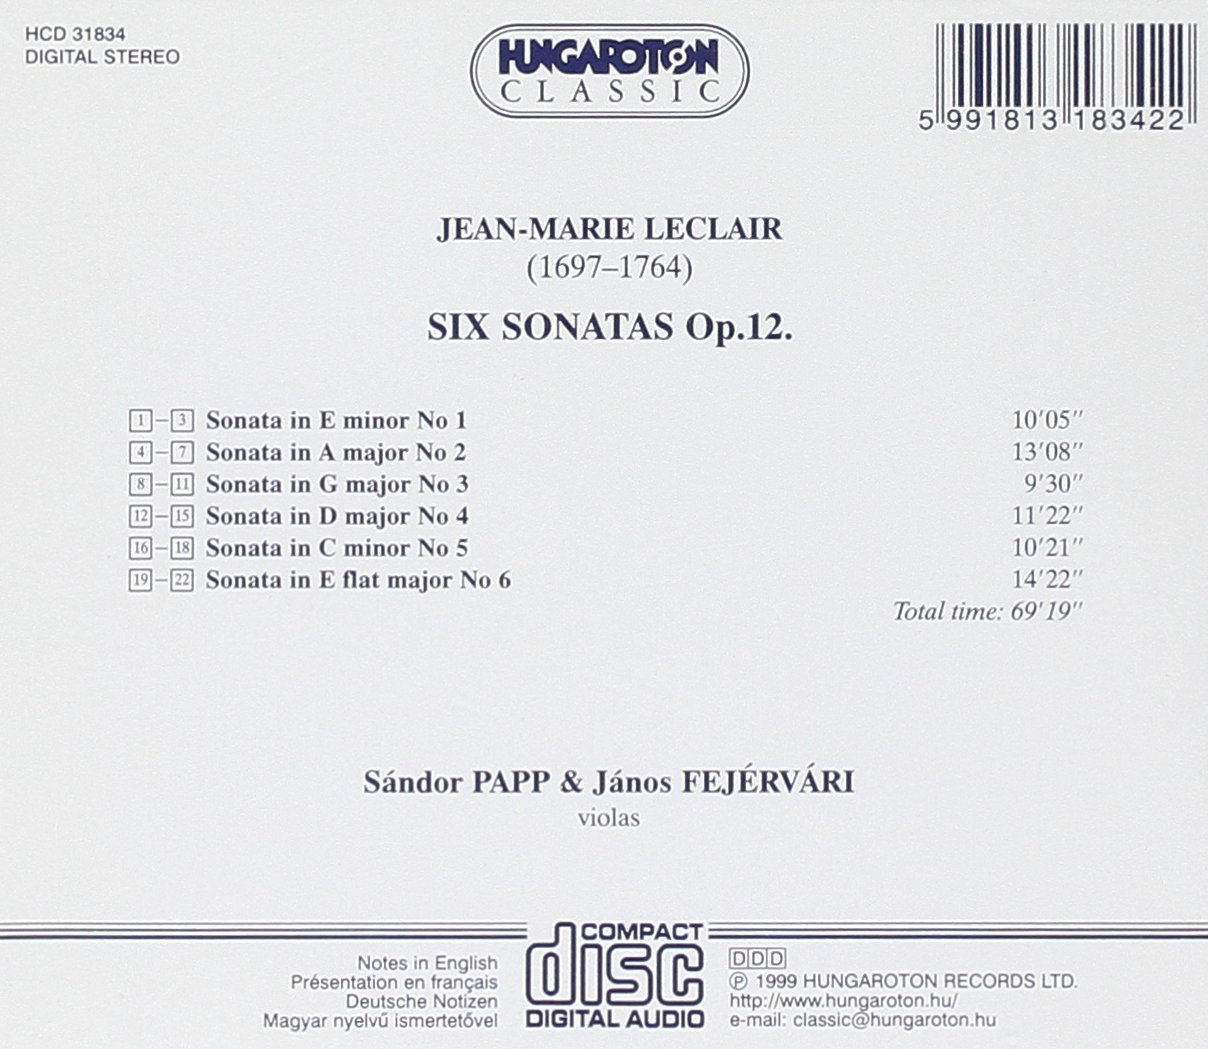 HCD 31834
DIGITAL STEREO
HUNGAROTON
CLASSIC
5 991813 183422
JEAN-MARIE LECLAIR
(1697–1764)
SIX SONATAS Op.12.
1 – 3 Sonata in E minor No 1 10'05''
4 – 7 Sonata in A major No 2 13'08''
8 – 11 Sonata in G major No 3 9'30''
12 – 15 Sonata in D major No 4 11'22''
16 – 18 Sonata in C minor No 5 10'21''
19 – 22 Sonata in E flat major No 6 14'22''
Total time: 69'19''
Sándor PAPP & János FEJÉRVÁRI
violas
Notes in English
Présentation en français
Deutsche Notizen
Magyar nyelvű ismertetővel
COMPACT
disc
DIGITAL AUDIO
DDD
℗ 1999 HUNGAROTON RECORDS LTD.
http://www.hungaroton.hu/
e-mail: classic@hungaroton.hu